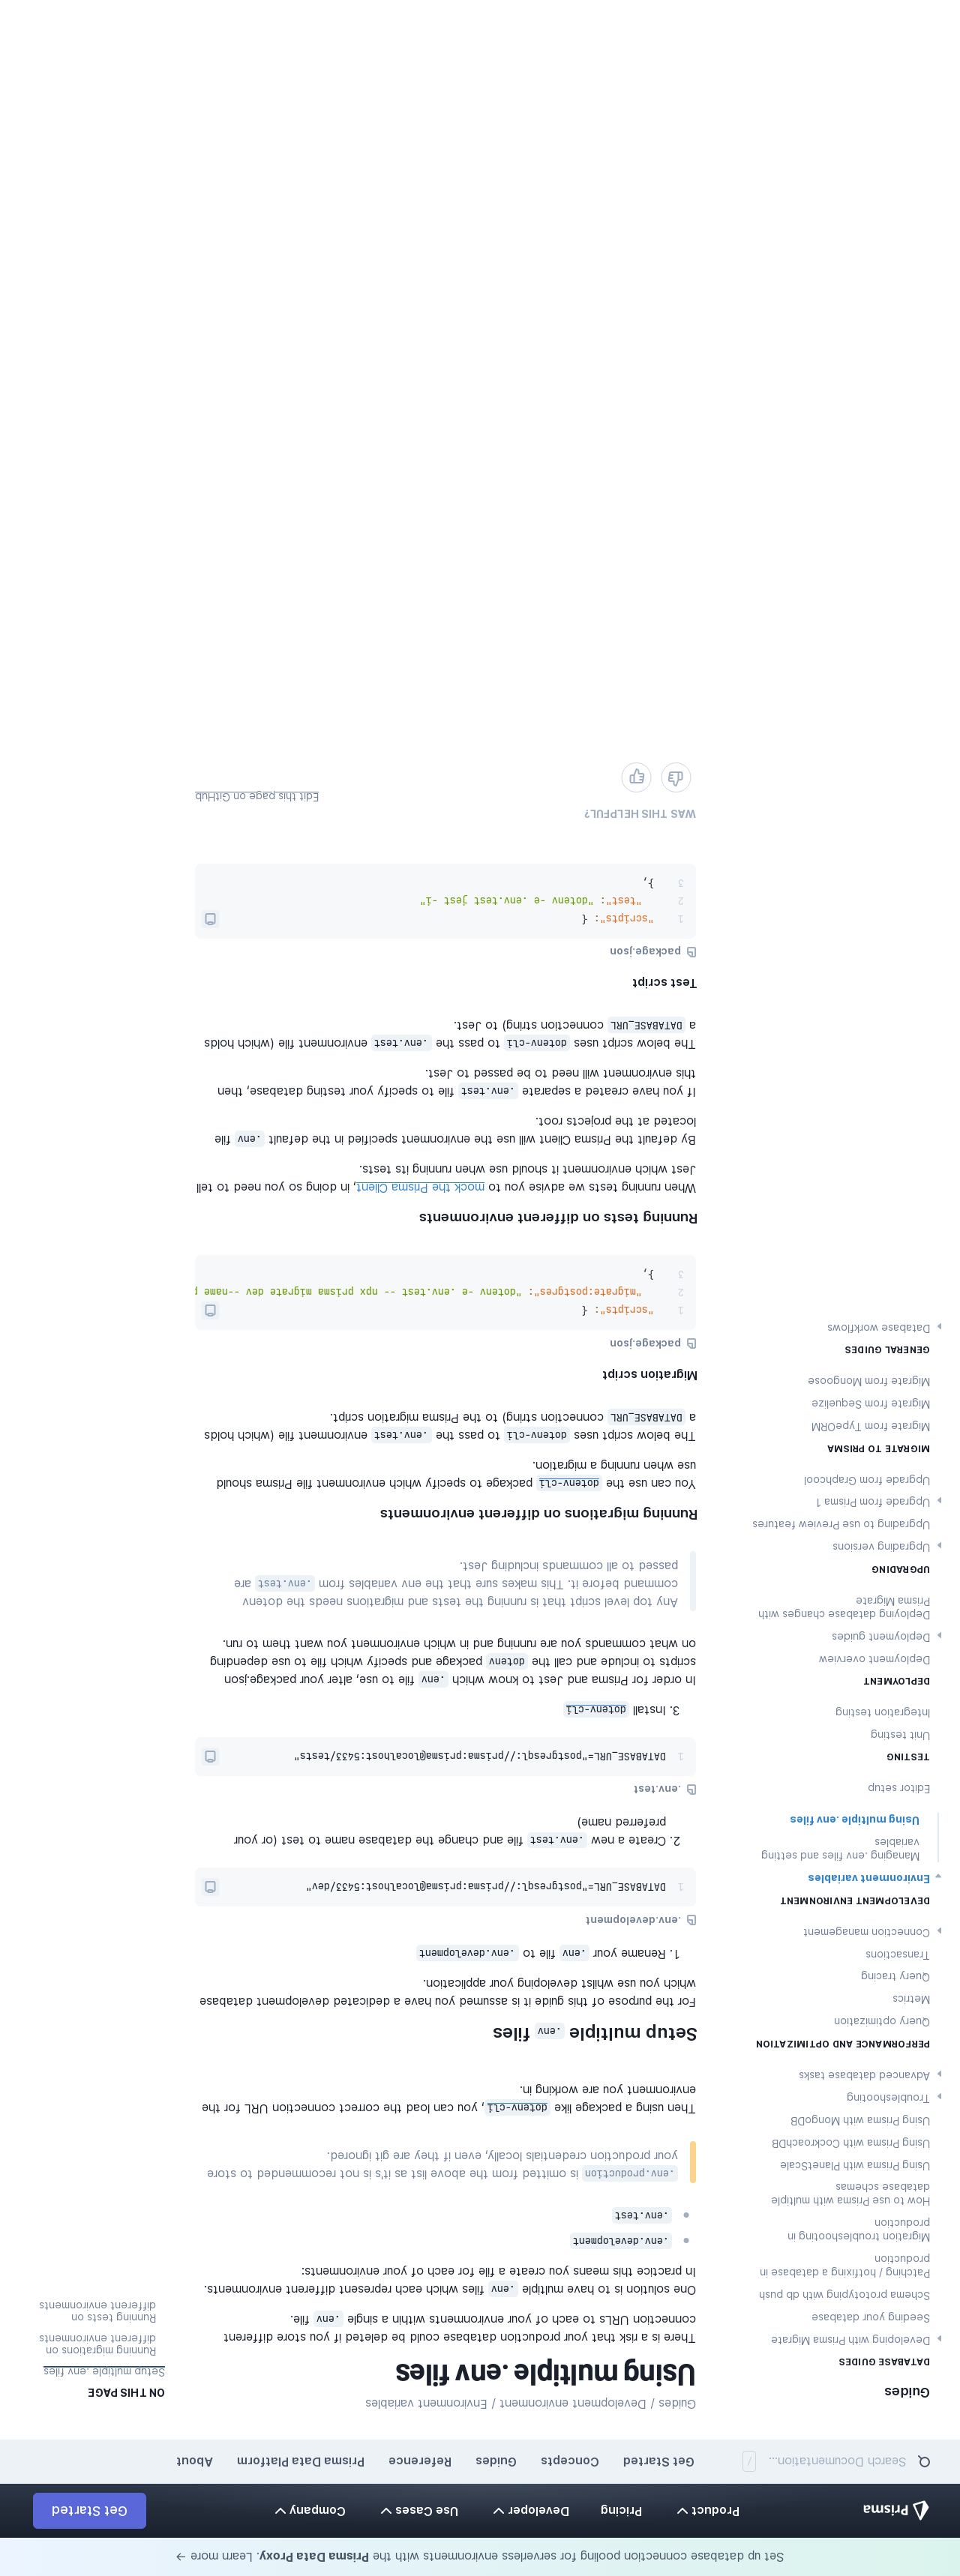 Set up database connection pooling for serverless environments with the Prisma Data Proxy. Learn more →
Prisma
Product
Pricing
Developer
Use Cases
Company
Get Started
Search Documentation... /
Get Started
Concepts
Guides
Reference
Prisma Data Platform
About
Guides
DATABASE GUIDES
Developing with Prisma Migrate
Seeding your database
Schema prototyping with db push
Patching / hotfixing a database in
production
Migration troubleshooting in
production
How to use Prisma with multiple
database schemas
Using Prisma with PlanetScale
Using Prisma with CockroachDB
Using Prisma with MongoDB
Troubleshooting
Advanced database tasks
PERFORMANCE AND OPTIMIZATION
Query optimization
Metrics
Query tracing
Transactions
Connection management
DEVELOPMENT ENVIRONMENT
Environment variables
Managing .env files and setting
variables
Using multiple .env files
Editor setup
TESTING
Unit testing
Integration testing
DEPLOYMENT
Deployment overview
Deployment guides
Deploying database changes with
Prisma Migrate
UPGRADING
Upgrading versions
Upgrading to use Preview features
Upgrade from Prisma 1
Upgrade from Graphcool
MIGRATE TO PRISMA
Migrate from TypeORM
Migrate from Sequelize
Migrate from Mongoose
GENERAL GUIDES
Database workflows
Guides / Development environment / Environment variables
Using multiple .env files
There is a risk that your production database could be deleted if you store different
connection URLs to each of your environments within a single .env file.
One solution is to have multiple .env files which each represent different environments.
In practice this means you create a file for each of your environments:
.env.development
.env.test
.env.production is omitted from the above list as it's is not recommended to store
your production credentials locally, even if they are git ignored.
Then using a package like dotenv-cli, you can load the correct connection URL for the
environment you are working in.
Setup multiple .env files
For the purpose of this guide it is assumed you have a dedicated development database
which you use whilst developing your application.
1. Rename your .env file to .env.development
.env.development
1 DATABASE_URL="postgresql://prisma:prisma@localhost:5433/dev"
2. Create a new .env.test file and change the database name to test (or your
preferred name)
.env.test
1 DATABASE_URL="postgresql://prisma:prisma@localhost:5433/tests"
3. Install dotenv-cli
In order for Prisma and Jest to know which .env file to use, alter your package.json
scripts to include and call the dotenv package and specify which file to use depending
on what commands you are running and in which environment you want them to run.
Any top level script that is running the tests and migrations needs the dotenv
command before it. This makes sure that the env variables from .env.test are
passed to all commands including Jest.
Running migrations on different environments
You can use the dotenv-cli package to specify which environment file Prisma should
use when running a migration.
The below script uses dotenv-cli to pass the .env.test environment file (which holds
a DATABASE_URL connection string) to the Prisma migration script.
Migration script
package.json
1 "scripts": {
2 "migrate:postgres": "dotenv -e .env.test -- npx prisma migrate dev --name p
3 },
Running tests on different environments
When running tests we advise you to mock the Prisma Client, in doing so you need to tell
Jest which environment it should use when running its tests.
By default the Prisma Client will use the environment specified in the default .env file
located at the projects root.
If you have created a separate .env.test file to specify your testing database, then
this environment will need to be passed to Jest.
The below script uses dotenv-cli to pass the .env.test environment file (which holds
a DATABASE_URL connection string) to Jest.
Test script
package.json
1 "scripts": {
2 "test": "dotenv -e .env.test jest -i"
3 },
WAS THIS HELPFUL?
Edit this page on GitHub
ON THIS PAGE
Setup multiple .env files
Running migrations on
different environments
Running tests on
different environments